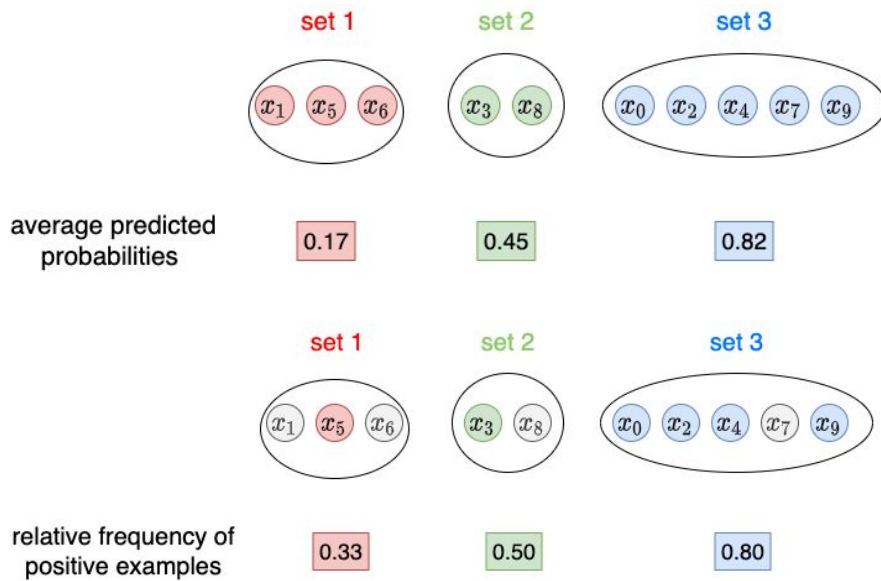 set 1 set 2 set 3
x₁ x₅ x₆ x₃ x₈ x₀ x₂ x₄ x₇ x₉
average predicted
probabilities
0.17 0.45 0.82
set 1 set 2 set 3
x₁ x₅ x₆ x₃ x₈ x₀ x₂ x₄ x₇ x₉
relative frequency of
positive examples
0.33 0.50 0.80